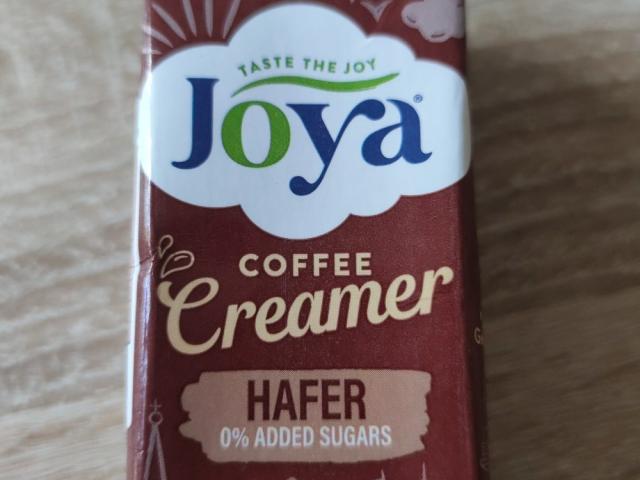 TASTE THE JOY
Joya®
COFFEE
Creamer
HAFER
0% ADDED SUGARS